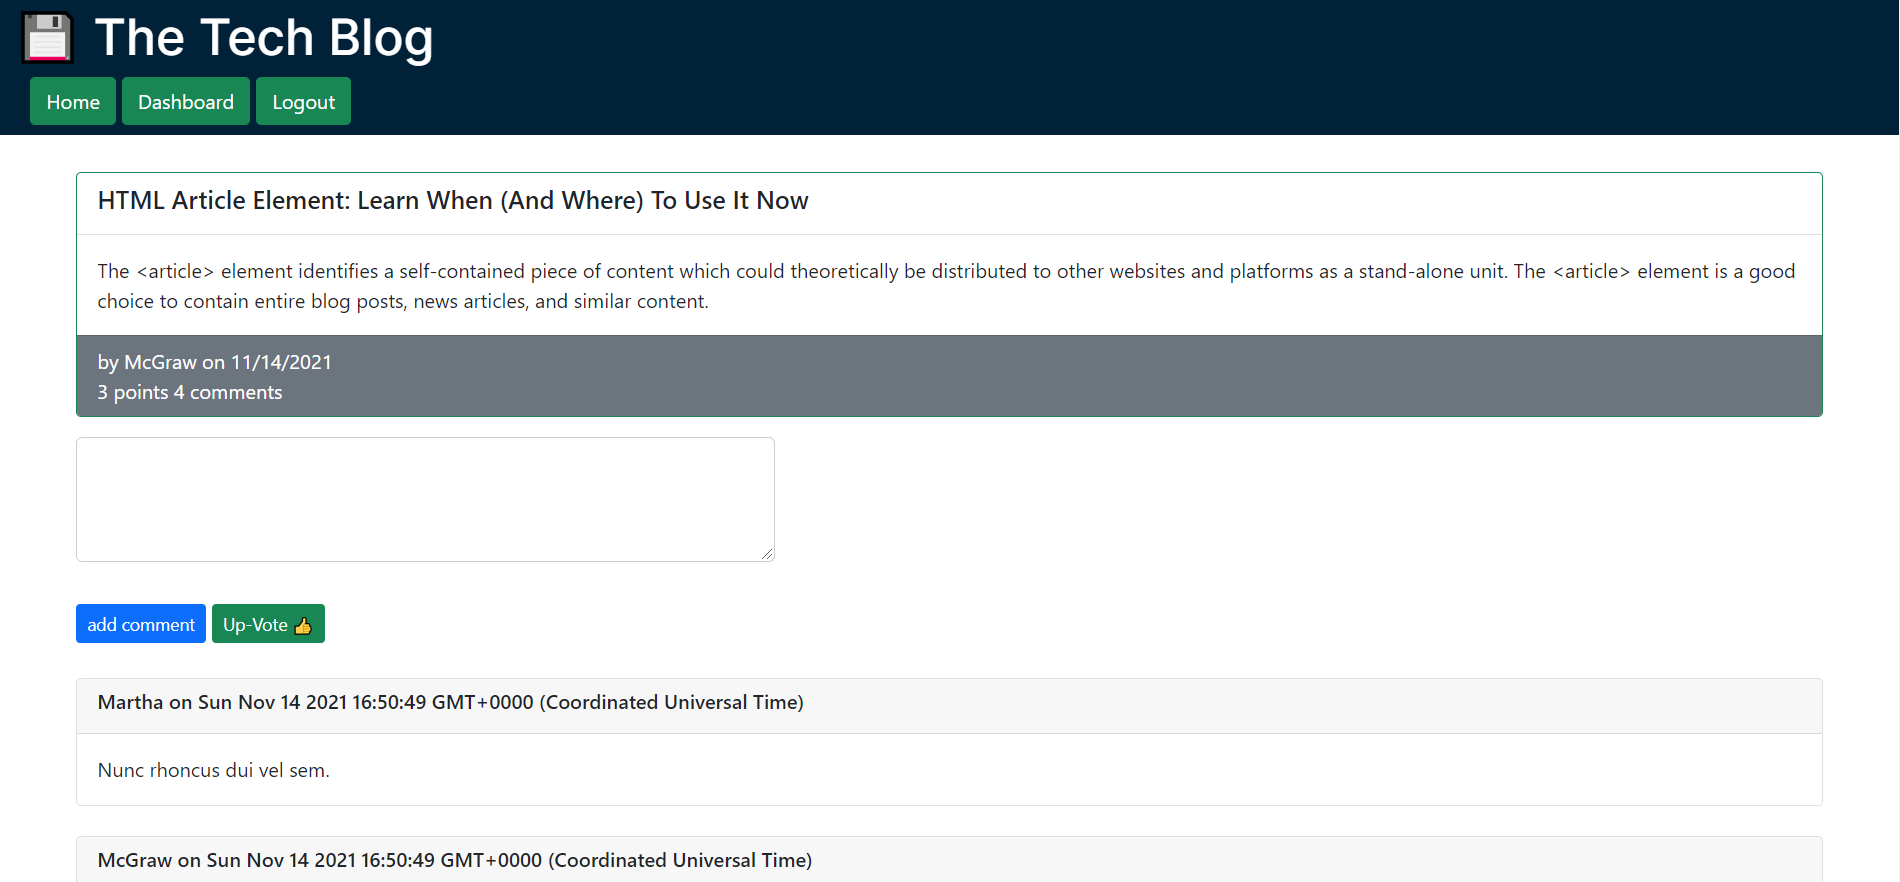 The Tech Blog
Home Dashboard Logout
HTML Article Element: Learn When (And Where) To Use It Now
The <article> element identifies a self-contained piece of content which could theoretically be distributed to other websites and platforms as a stand-alone unit. The <article> element is a good
choice to contain entire blog posts, news articles, and similar content.
by McGraw on 11/14/2021
3 points 4 comments
add comment Up-Vote 👍
Martha on Sun Nov 14 2021 16:50:49 GMT+0000 (Coordinated Universal Time)
Nunc rhoncus dui vel sem.
McGraw on Sun Nov 14 2021 16:50:49 GMT+0000 (Coordinated Universal Time)